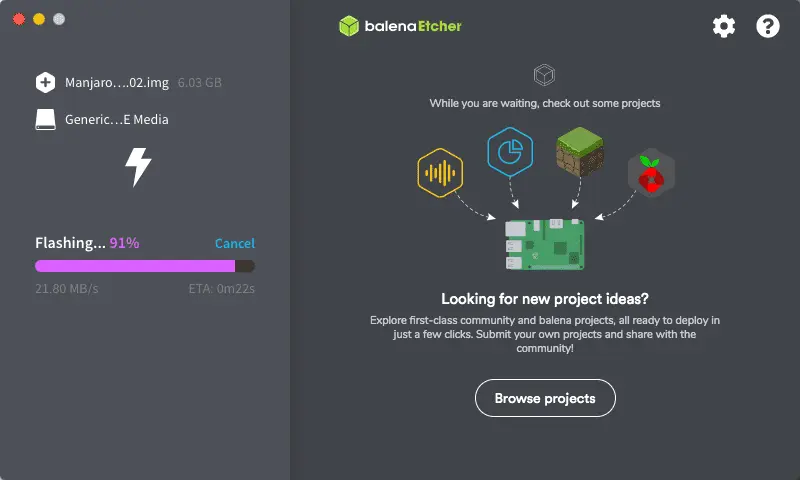 balenaEtcher
Manjaro….02.img 6.03 GB
Generic…E Media
Flashing... 91% Cancel
21.80 MB/s ETA: 0m22s
While you are waiting, check out some projects
Looking for new project ideas?
Explore first-class community and balena projects, all ready to deploy in
just a few clicks. Submit your own projects and share with the
community!
Browse projects